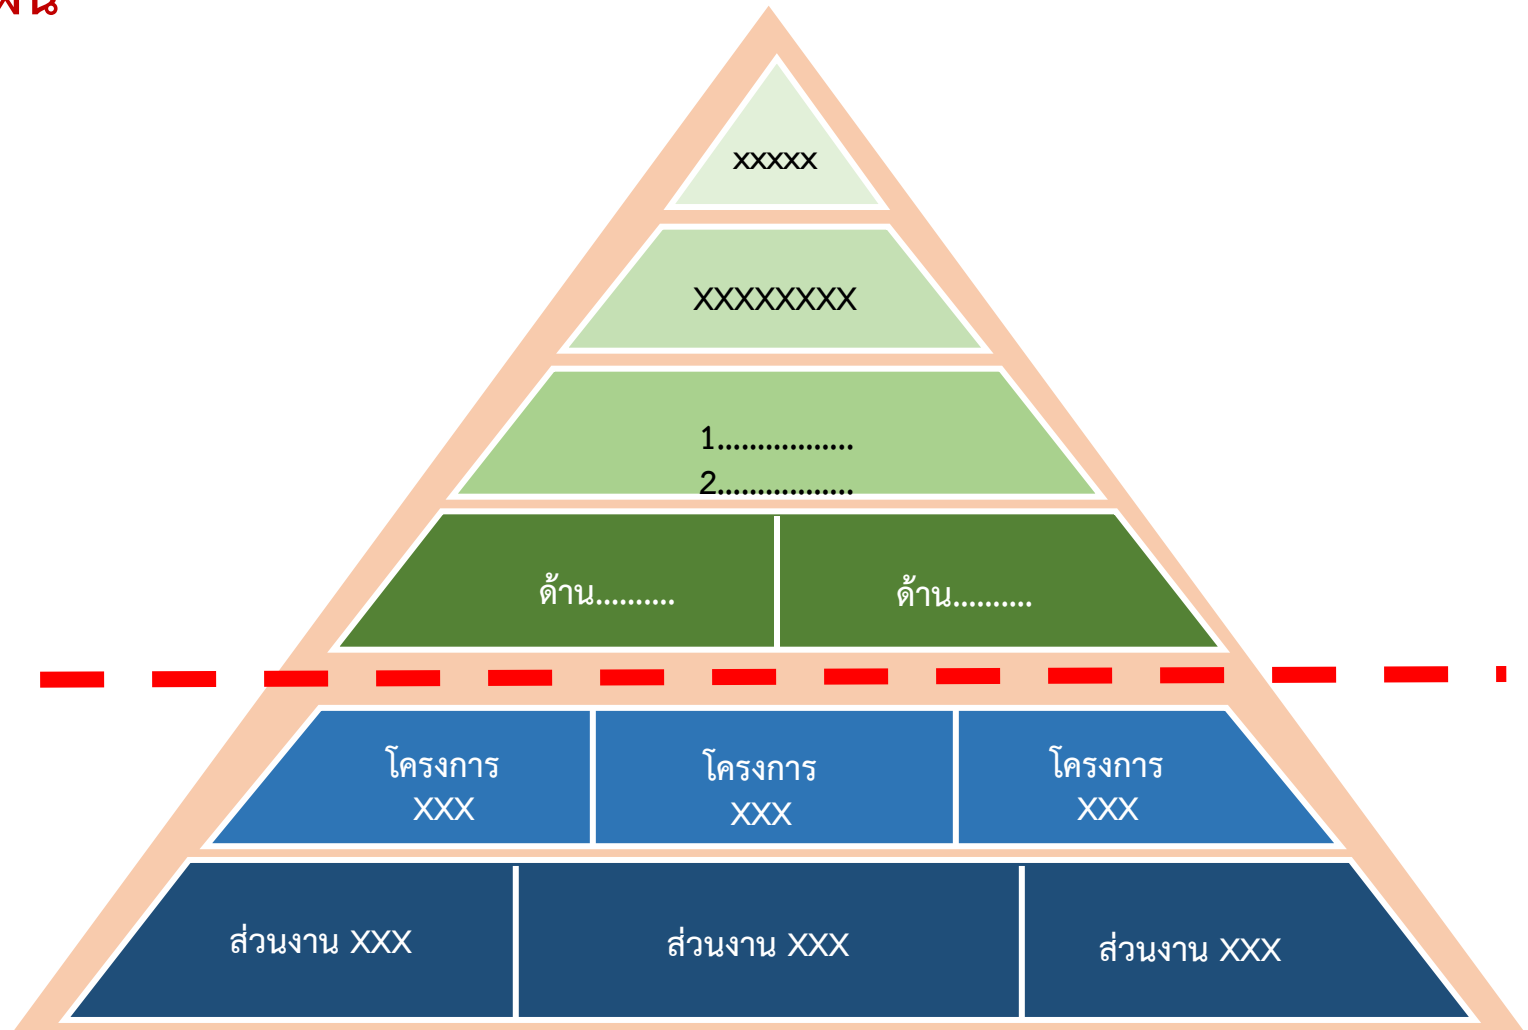 xxxxx
XXXXXXXX
1.................
2.................
ด้าน..........
ด้าน..........
โครงการ
XXX
โครงการ
XXX
โครงการ
XXX
ส่วนงาน XXX
ส่วนงาน XXX
ส่วนงาน XXX